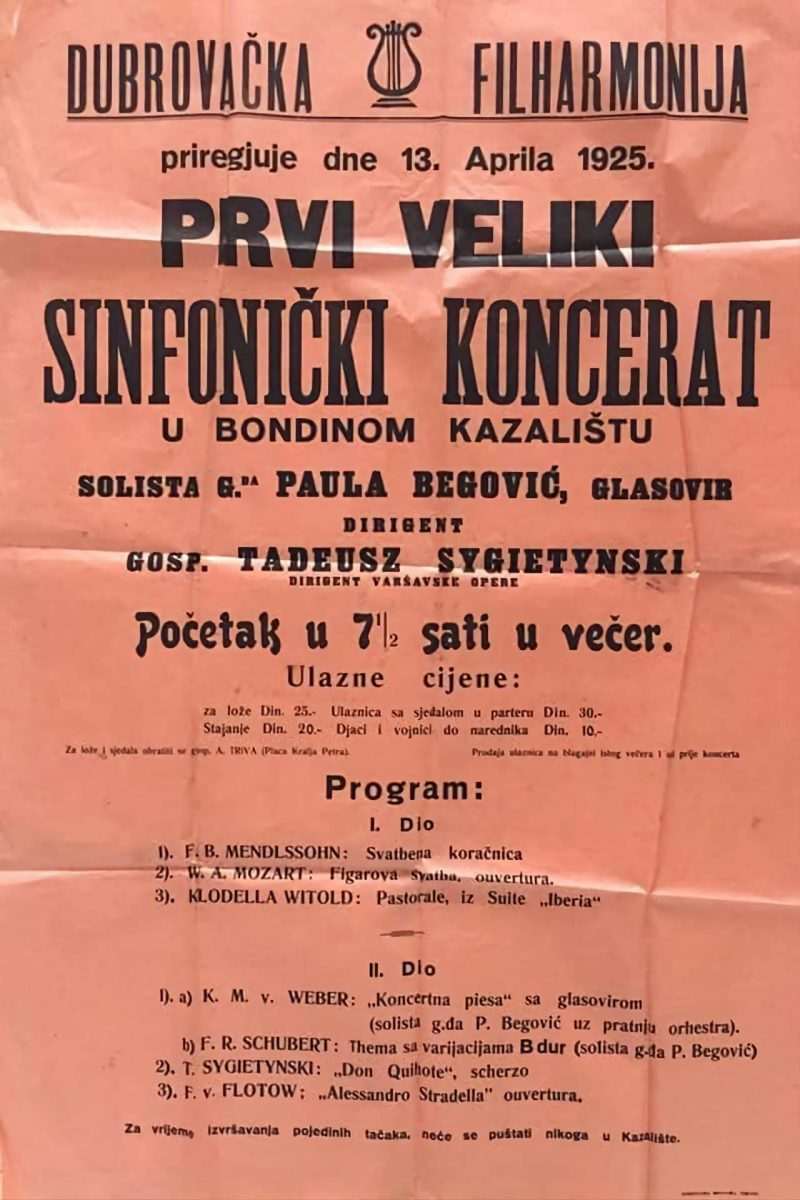 DUBROVAČKA FILHARMONIJA
priregjuje dne 13. Aprila 1925.
PRVI VELIKI
SINFONIČKI KONCERAT
U BONDINOM KAZALIŠTU
SOLISTA G.ĐA PAULA BEGOVIĆ, GLASOVIR
DIRIGENT
GOSP. TADEUSZ SYGIETYNSKI
DIRIGENT VARŠAVSKE OPERE
Početak u 7 1/2 sati u večer.
Ulazne cijene:
za lože Din. 25.- Ulaznica sa sjedalom u parteru Din. 30.-
Stajanje Din. 20.- Djaci i vojnici do narednika Din. 10.-
Za lože i sjedala obratiti se gosp. A. TRIVA (Placa Kralja Petra).
Prodaja ulaznica na blagajni istog večera 1 prije koncerta
Program:
I. Dio
1). F. B. MENDLSSOHN: Svatbena koračnica
2). W. A. MOZART: Figarova svatba, ouvertura.
3). KLODELLA WITOLD: Pastorale, iz Suite „Iberia“
II. Dio
1). a) K. M. v. WEBER: „Koncertna piesa“ sa glasovirom
(solista g.đa P. Begović uz pratnju orhestra).
b) F. R. SCHUBERT: Thema sa varijacijama B dur (solista g.đa P. Begović)
2). T. SYGIETYNSKI: „Don Quihote“, scherzo
3). F. v. FLOTOW: „Alessandro Stradella“ ouvertura.
Za vrijeme izvršavanja pojedinih tačaka, neće se puštati nikoga u Kazalište.